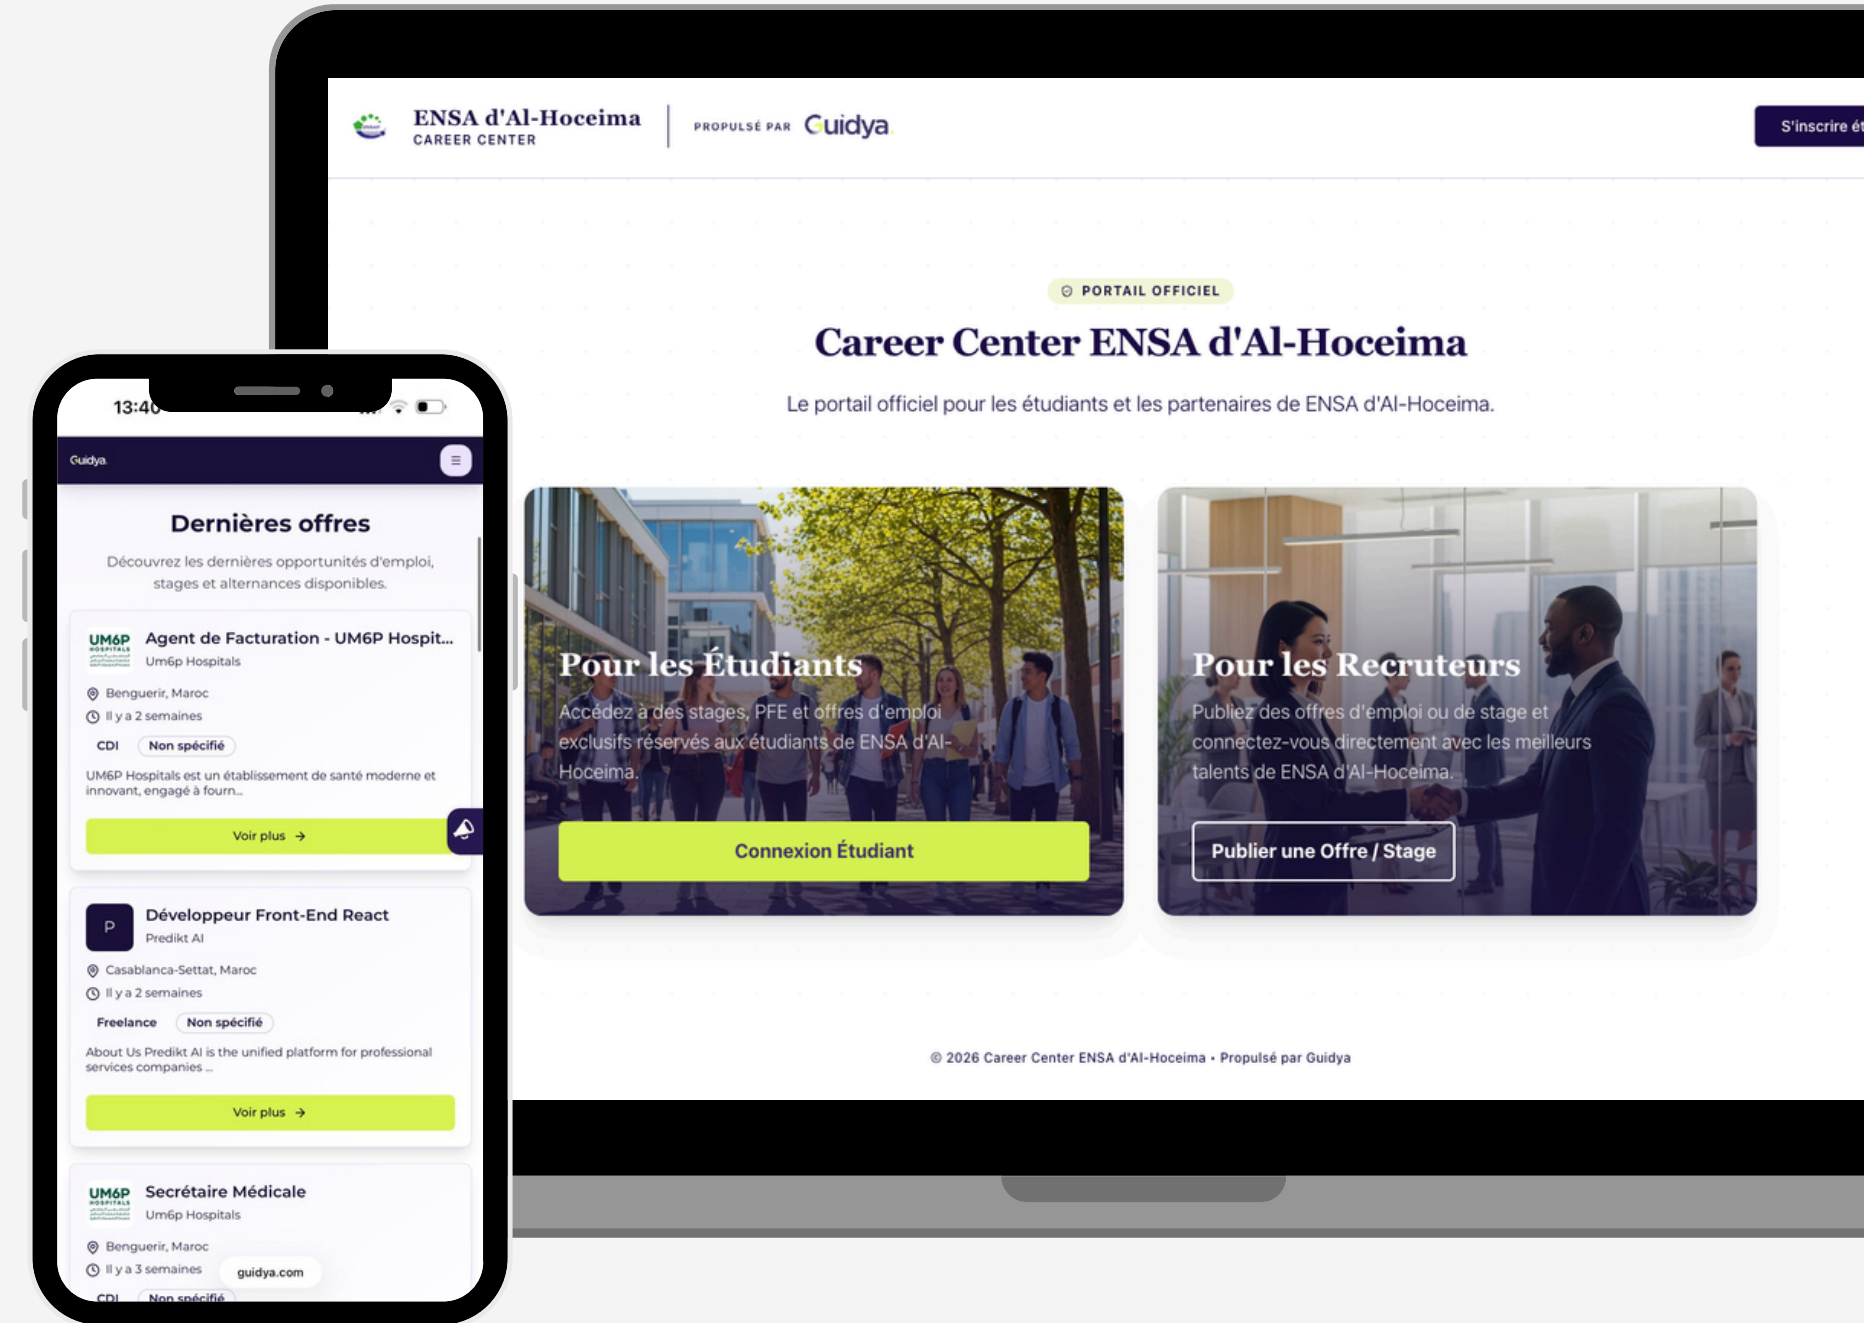 ENSA d'Al-Hoceima
CAREER CENTER
PROPULSÉ PAR Guidya
S'inscrire ét
PORTAIL OFFICIEL
Career Center ENSA d'Al-Hoceima
Le portail officiel pour les étudiants et les partenaires de ENSA d'Al-Hoceima.
Pour les Étudiants
Accédez à des stages, PFE et offres d'emploi
exclusifs réservés aux étudiants de ENSA d'Al-
Hoceima.
Connexion Étudiant
Pour les Recruteurs
Publiez des offres d'emploi ou de stage et
connectez-vous directement avec les meilleurs
talents de ENSA d'Al-Hoceima.
Publier une Offre / Stage
© 2026 Career Center ENSA d'Al-Hoceima • Propulsé par Guidya
13:40
Guidya
Dernières offres
Découvrez les dernières opportunités d'emploi,
stages et alternances disponibles.
UM6P
HOSPITALS
Agent de Facturation - UM6P Hospit...
Um6p Hospitals
Benguerir, Maroc
Il y a 2 semaines
CDI Non spécifié
UM6P Hospitals est un établissement de santé moderne et
innovant, engagé à fourn...
Voir plus →
P
Développeur Front-End React
Predikt AI
Casablanca-Settat, Maroc
Il y a 2 semaines
Freelance Non spécifié
About Us Predikt AI is the unified platform for professional
services companies ...
Voir plus →
UM6P
HOSPITALS
Secrétaire Médicale
Um6p Hospitals
Benguerir, Maroc
Il y a 3 semaines
guidya.com
CDI Non spécifié